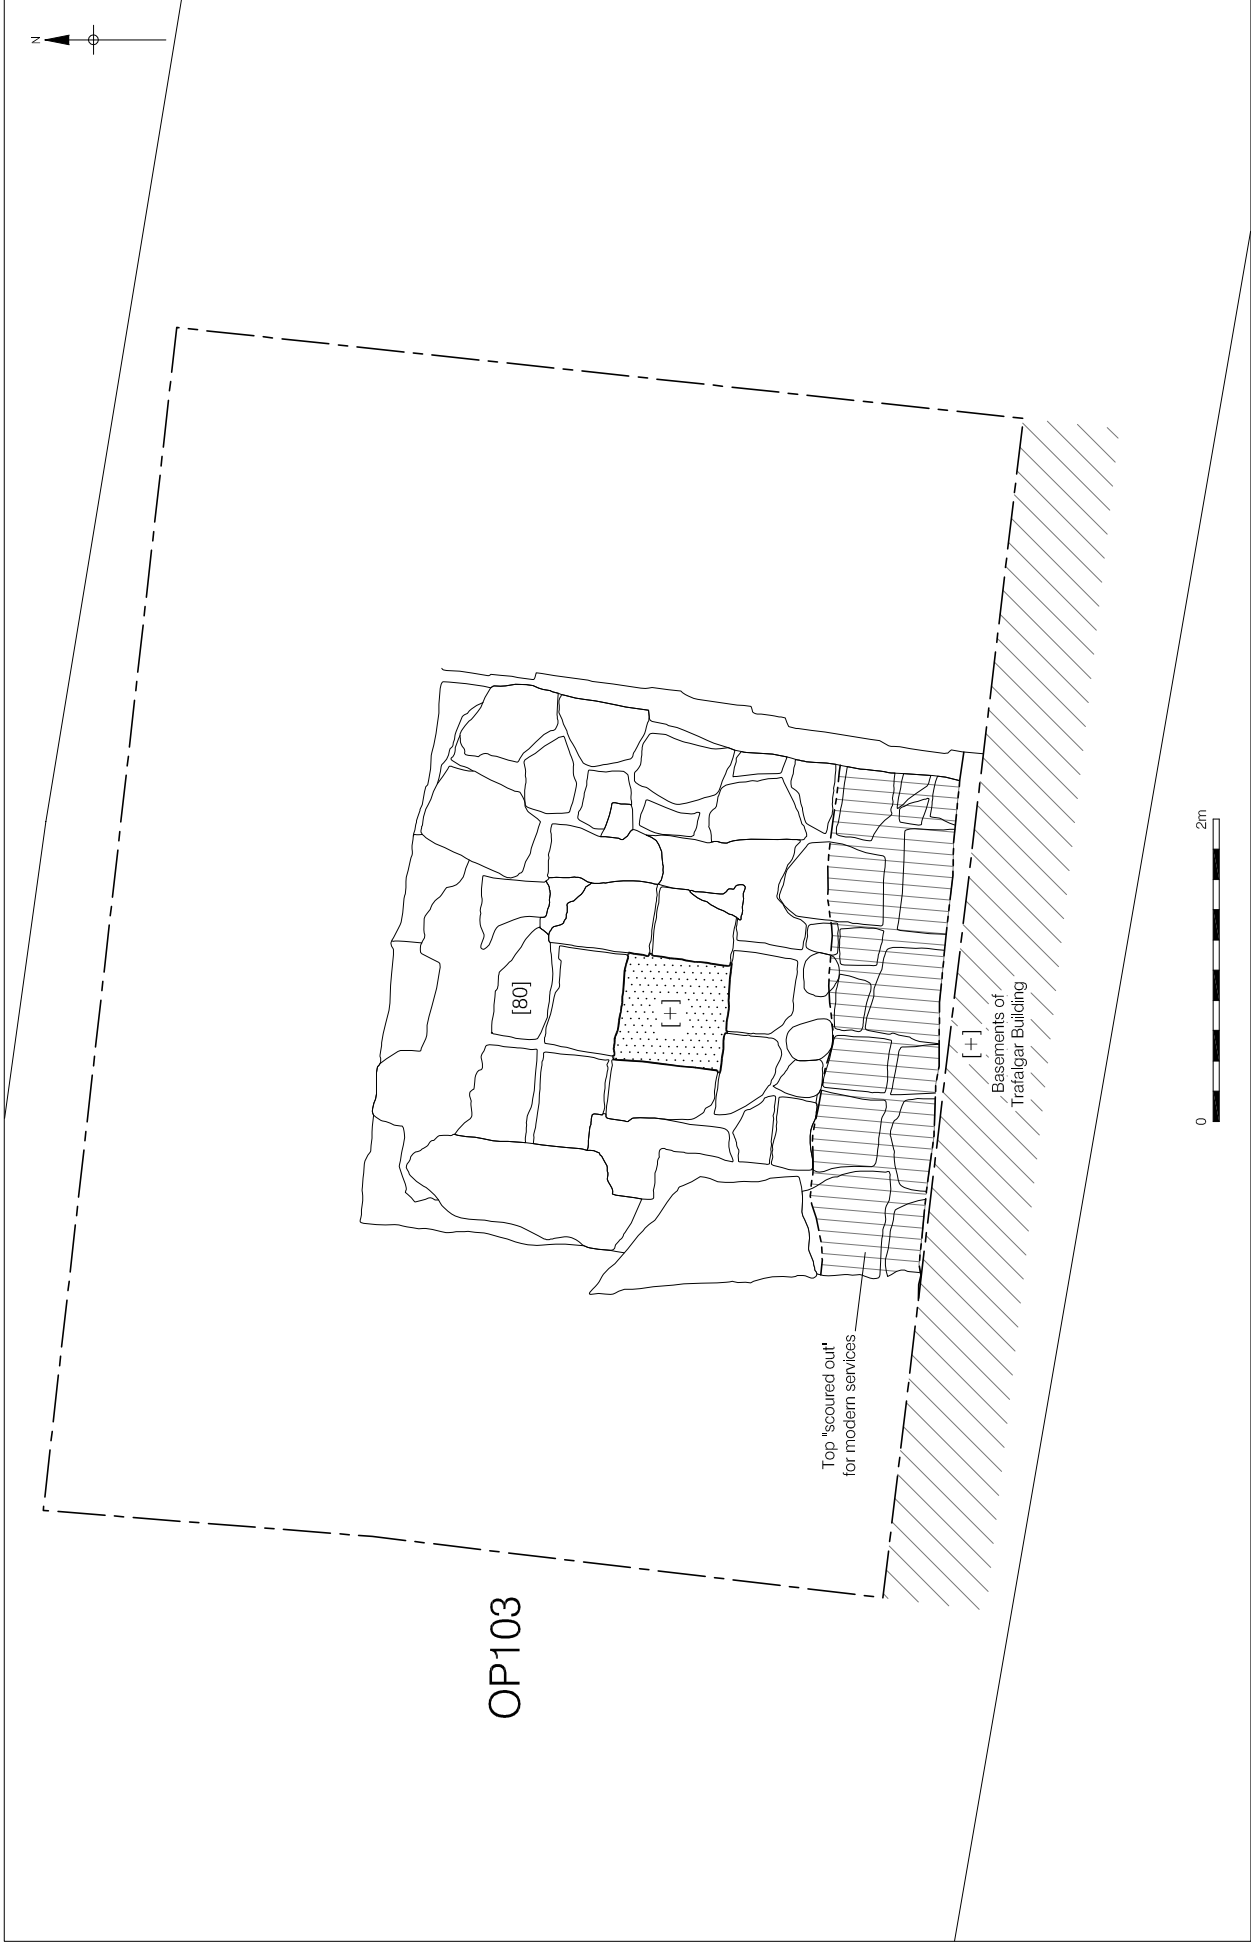 N
OP103
[80]
[+]
Top "scoured out'
for modern services
[+]
Basements of
Trafalgar Building
0
2m